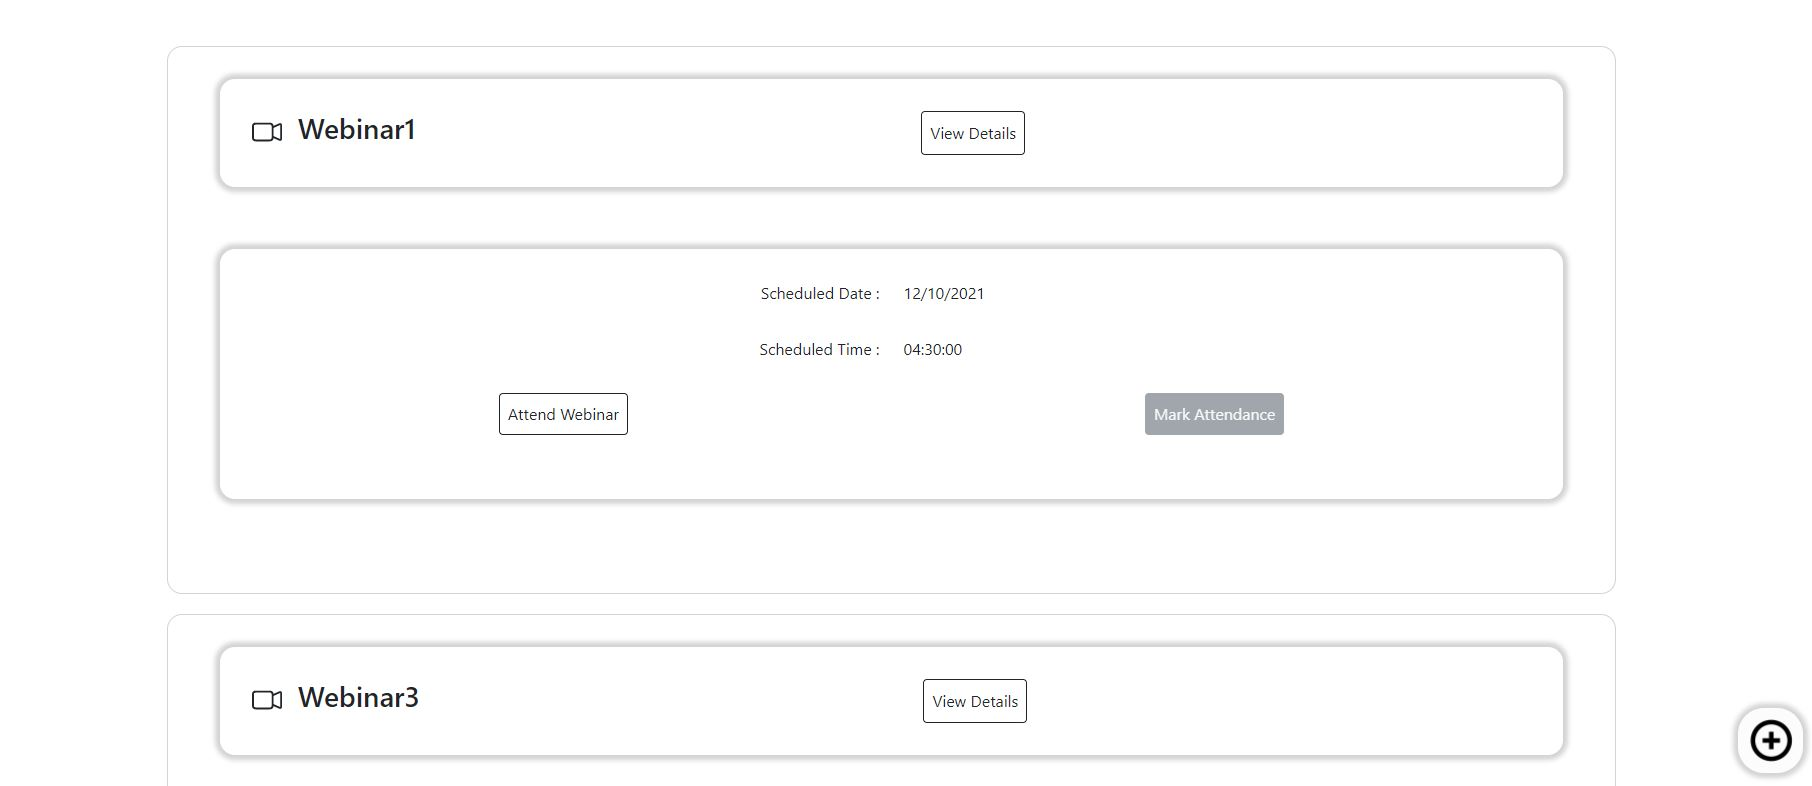 Webinar1
View Details
Scheduled Date : 12/10/2021
Scheduled Time : 04:30:00
Attend Webinar
Mark Attendance
Webinar3
View Details